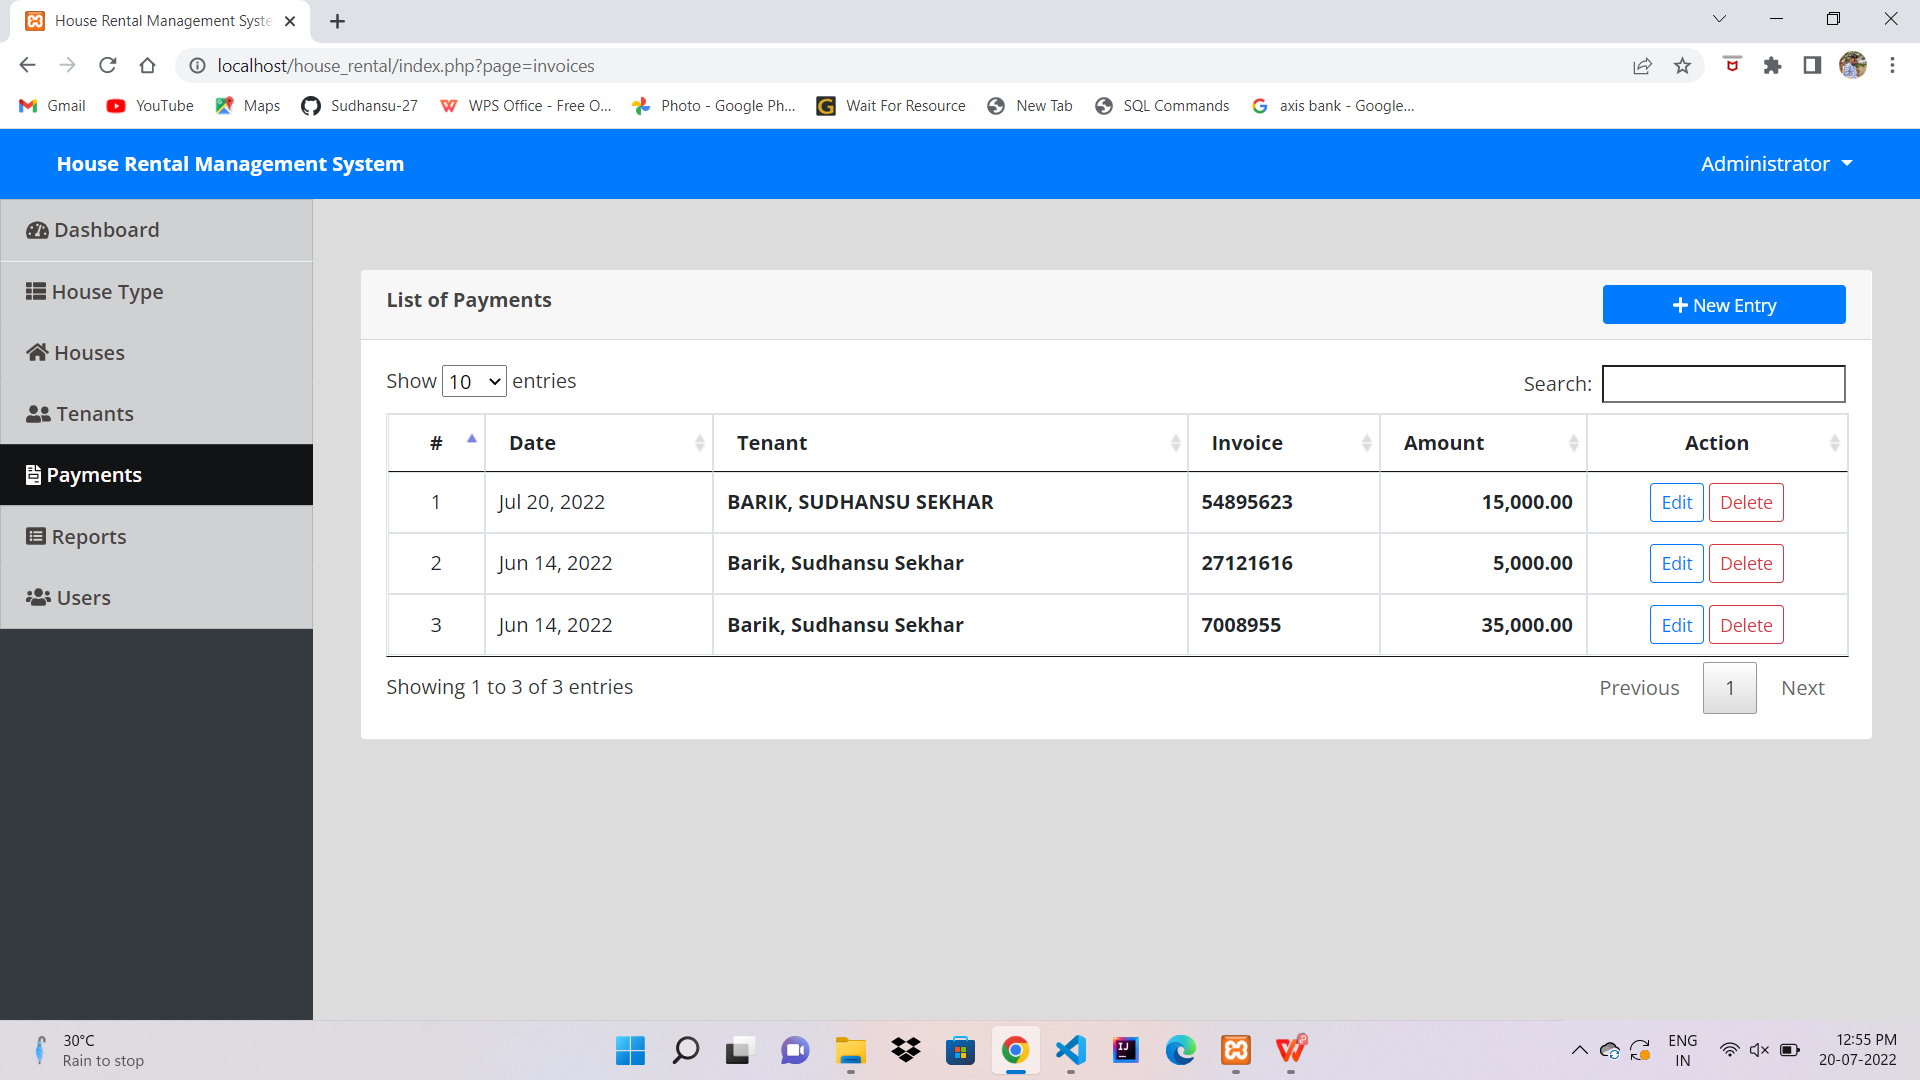 House Rental Management Syste
localhost/house_rental/index.php?page=invoices
Gmail YouTube Maps Sudhansu-27 WPS Office - Free O... Photo - Google Ph... Wait For Resource New Tab SQL Commands axis bank - Google...
House Rental Management System Administrator
Dashboard
House Type
Houses
Tenants
Payments
Reports
Users
List of Payments New Entry
Show 10 entries Search:
# Date Tenant Invoice Amount Action
1 Jul 20, 2022 BARIK, SUDHANSU SEKHAR 54895623 15,000.00 Edit Delete
2 Jun 14, 2022 Barik, Sudhansu Sekhar 27121616 5,000.00 Edit Delete
3 Jun 14, 2022 Barik, Sudhansu Sekhar 7008955 35,000.00 Edit Delete
Showing 1 to 3 of 3 entries Previous 1 Next
30°C
Rain to stop
ENG
IN
12:55 PM
20-07-2022